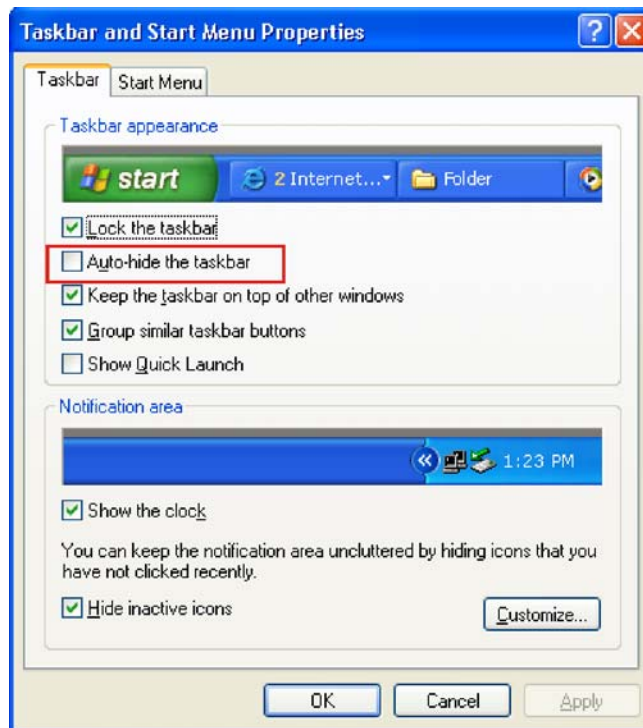 Taskbar and Start Menu Properties
Taskbar
Start Menu
Taskbar appearance
start
2 Internet...
Folder
Lock the taskbar
Auto-hide the taskbar
Keep the taskbar on top of other windows
Group similar taskbar buttons
Show Quick Launch
Notification area
1:23 PM
Show the clock
You can keep the notification area uncluttered by hiding icons that you
have not clicked recently.
Hide inactive icons
Customize...
OK
Cancel
Apply